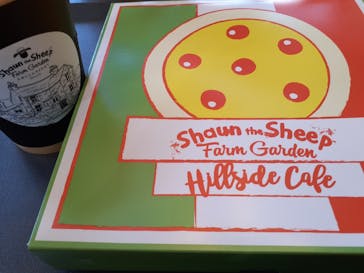 Shaun the Sheep
Farm Garden
Shaun the Sheep
Farm Garden
Hillside Cafe